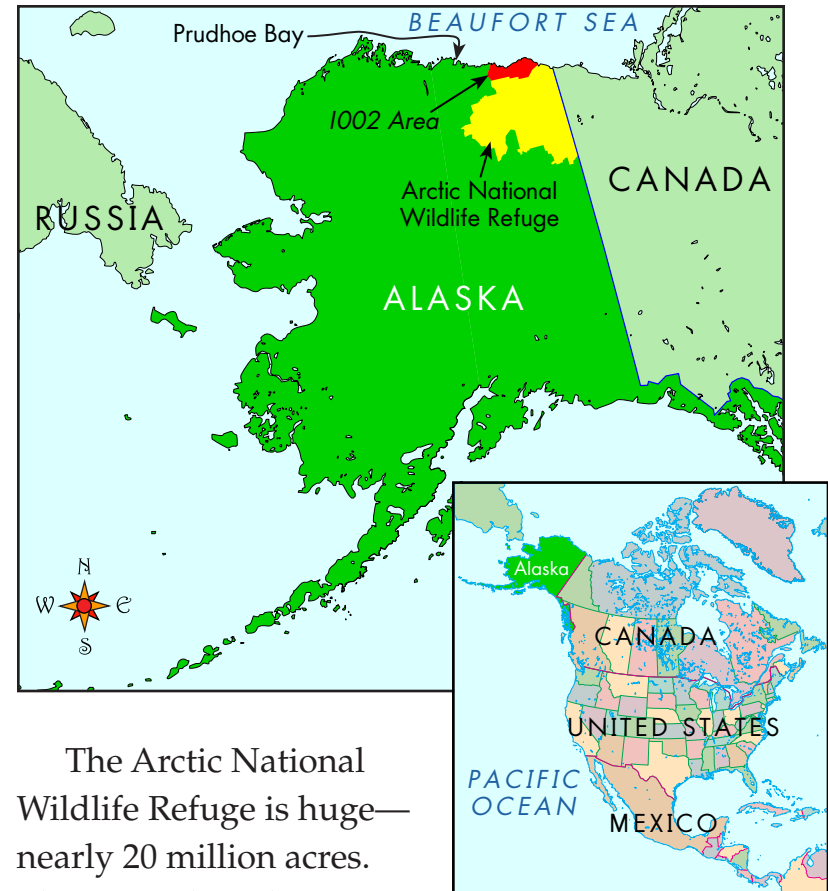 BEAUFORT SEA
Prudhoe Bay
1002 Area
Arctic National
Wildlife Refuge
CANADA
RUSSIA
ALASKA
N
W E
S
Alaska
CANADA
UNITED STATES
PACIFIC
OCEAN
MEXICO
The Arctic National
Wildlife Refuge is huge—
nearly 20 million acres.